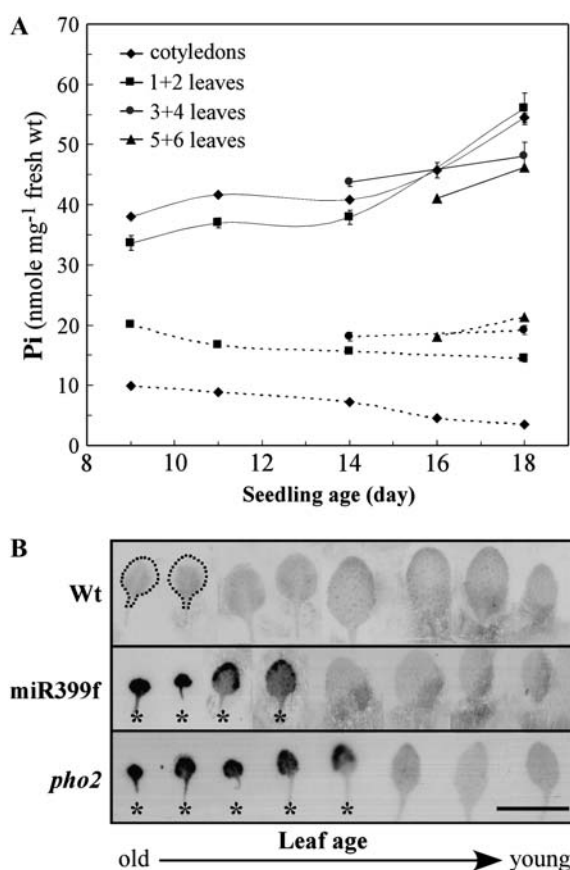 A
70
60
50
40
30
20
10
0
Pi (nmole mg⁻¹ fresh wt)
cotyledons
1+2 leaves
3+4 leaves
5+6 leaves
8 10 12 14 16 18
Seedling age (day)
B
Wt
miR399f
* * * *
pho2
* * * * *
Leaf age
old young